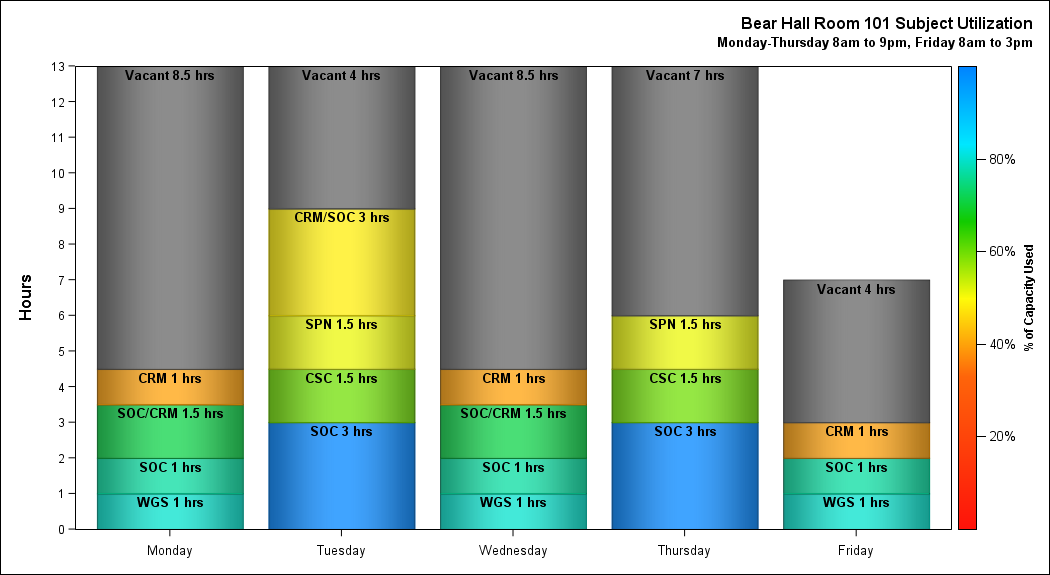 Bear Hall Room 101 Subject Utilization
Monday-Thursday 8am to 9pm, Friday 8am to 3pm
Hours
13
12
11
10
9
8
7
6
5
4
3
2
1
0
Vacant 8.5 hrs
CRM 1 hrs
SOC/CRM 1.5 hrs
SOC 1 hrs
WGS 1 hrs
Vacant 4 hrs
CRM/SOC 3 hrs
SPN 1.5 hrs
CSC 1.5 hrs
SOC 3 hrs
Vacant 8.5 hrs
CRM 1 hrs
SOC/CRM 1.5 hrs
SOC 1 hrs
WGS 1 hrs
Vacant 7 hrs
SPN 1.5 hrs
CSC 1.5 hrs
SOC 3 hrs
Vacant 4 hrs
CRM 1 hrs
SOC 1 hrs
WGS 1 hrs
Monday
Tuesday
Wednesday
Thursday
Friday
80%
60%
40%
20%
% of Capacity Used